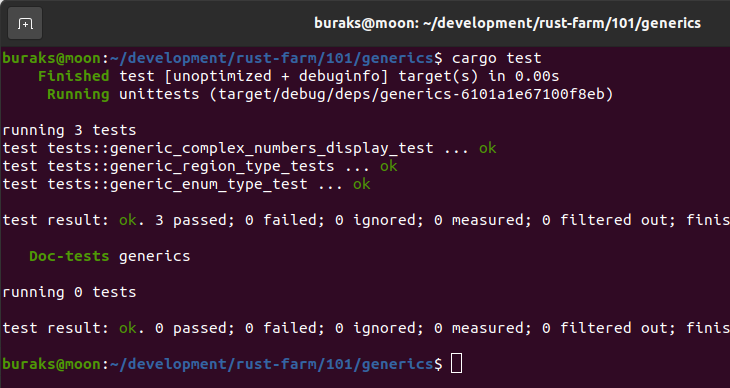 buraks@moon: ~/development/rust-farm/101/generics
buraks@moon:~/development/rust-farm/101/generics$ cargo test
Finished test [unoptimized + debuginfo] target(s) in 0.00s
Running unittests (target/debug/deps/generics-6101a1e67100f8eb)
running 3 tests
test tests::generic_complex_numbers_display_test ... ok
test tests::generic_region_type_tests ... ok
test tests::generic_enum_type_test ... ok
test result: ok. 3 passed; 0 failed; 0 ignored; 0 measured; 0 filtered out; finis
Doc-tests generics
running 0 tests
test result: ok. 0 passed; 0 failed; 0 ignored; 0 measured; 0 filtered out; finis
buraks@moon:~/development/rust-farm/101/generics$